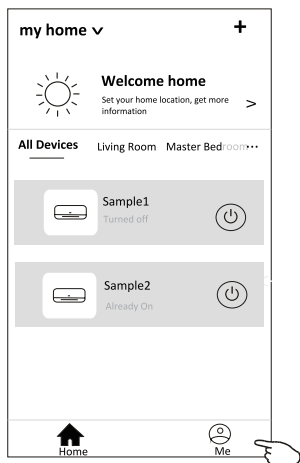 my home
+
Welcome home
Set your home location, get more
information
>
All Devices Living Room Master Bedroom...
Sample1
Turned off
Sample2
Already On
Home Me